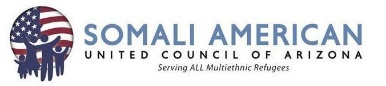 SOMALI AMERICAN
UNITED COUNCIL OF ARIZONA
Serving ALL Multiethnic Refugees